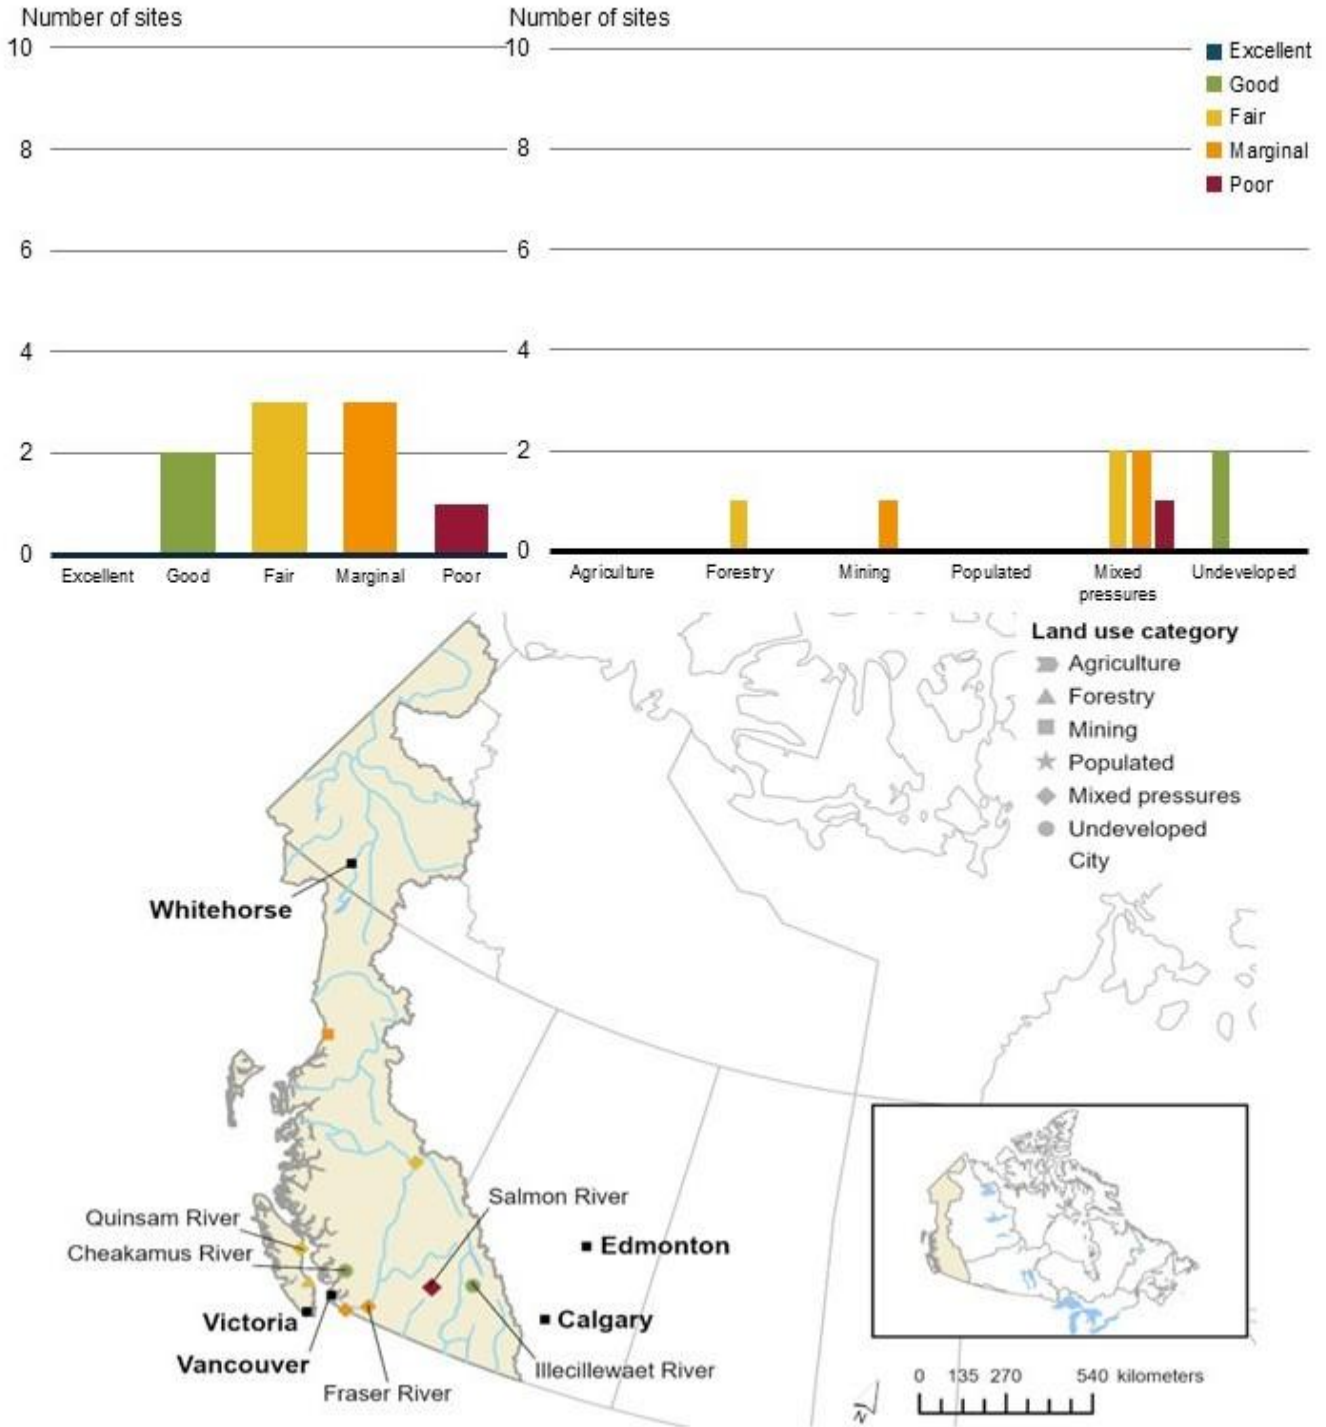 Number of sites
10
8
6
4
2
0
Excellent Good Fair Marginal Poor
Number of sites
10
8
6
4
2
0
Agriculture Forestry Mining Populated Mixed pressures Undeveloped
Excellent
Good
Fair
Marginal
Poor
Land use category
Agriculture
Forestry
Mining
Populated
Mixed pressures
Undeveloped
City
Whitehorse
Salmon River
Quinsam River
Cheakamus River
Edmonton
Victoria
Calgary
Vancouver
Illecillewaet River
Fraser River
N
0 135 270 540 kilometers